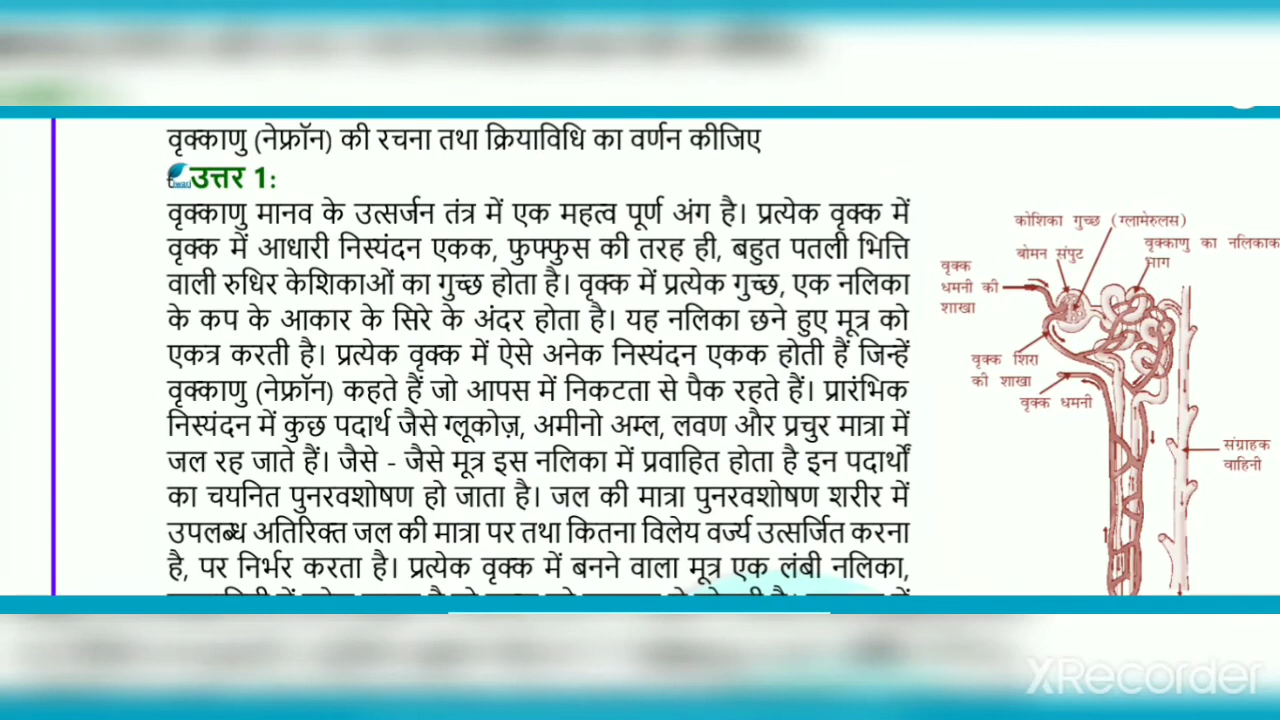 वृक्काणु (नेफ्रॉन) की रचना तथा क्रियाविधि का वर्णन कीजिए
उत्तर 1:
वृक्काणु मानव के उत्सर्जन तंत्र में एक महत्व पूर्ण अंग है। प्रत्येक वृक्क में
वृक्क में आधारी निस्यंदन एकक, फुफ्फुस की तरह ही, बहुत पतली भित्ति
वाली रुधिर केशिकाओं का गुच्छ होता है। वृक्क में प्रत्येक गुच्छ, एक नलिका
के कप के आकार के सिरे के अंदर होता है। यह नलिका छने हुए मूत्र को
एकत्र करती है। प्रत्येक वृक्क में ऐसे अनेक निस्यंदन एकक होती हैं जिन्हें
वृक्काणु (नेफ्रॉन) कहते हैं जो आपस में निकटता से पैक रहते हैं। प्रारंभिक
निस्यंदन में कुछ पदार्थ जैसे ग्लूकोज़, अमीनो अम्ल, लवण और प्रचुर मात्रा में
जल रह जाते हैं। जैसे - जैसे मूत्र इस नलिका में प्रवाहित होता है इन पदार्थों
का चयनित पुनरवशोषण हो जाता है। जल की मात्रा पुनरवशोषण शरीर में
उपलब्ध अतिरिक्त जल की मात्रा पर तथा कितना विलेय वर्ज्य उत्सर्जित करना
है, पर निर्भर करता है। प्रत्येक वृक्क में बनने वाला मूत्र एक लंबी नलिका,
कोशिका गुच्छ (ग्लामेरुलस)
बोमन संपुट
वृक्काणु का नलिकाक
भाग
वृक्क
धमनी की
शाखा
वृक्क शिरा
की शाखा
वृक्क धमनी
संग्राहक
वाहिनी
XRecorder